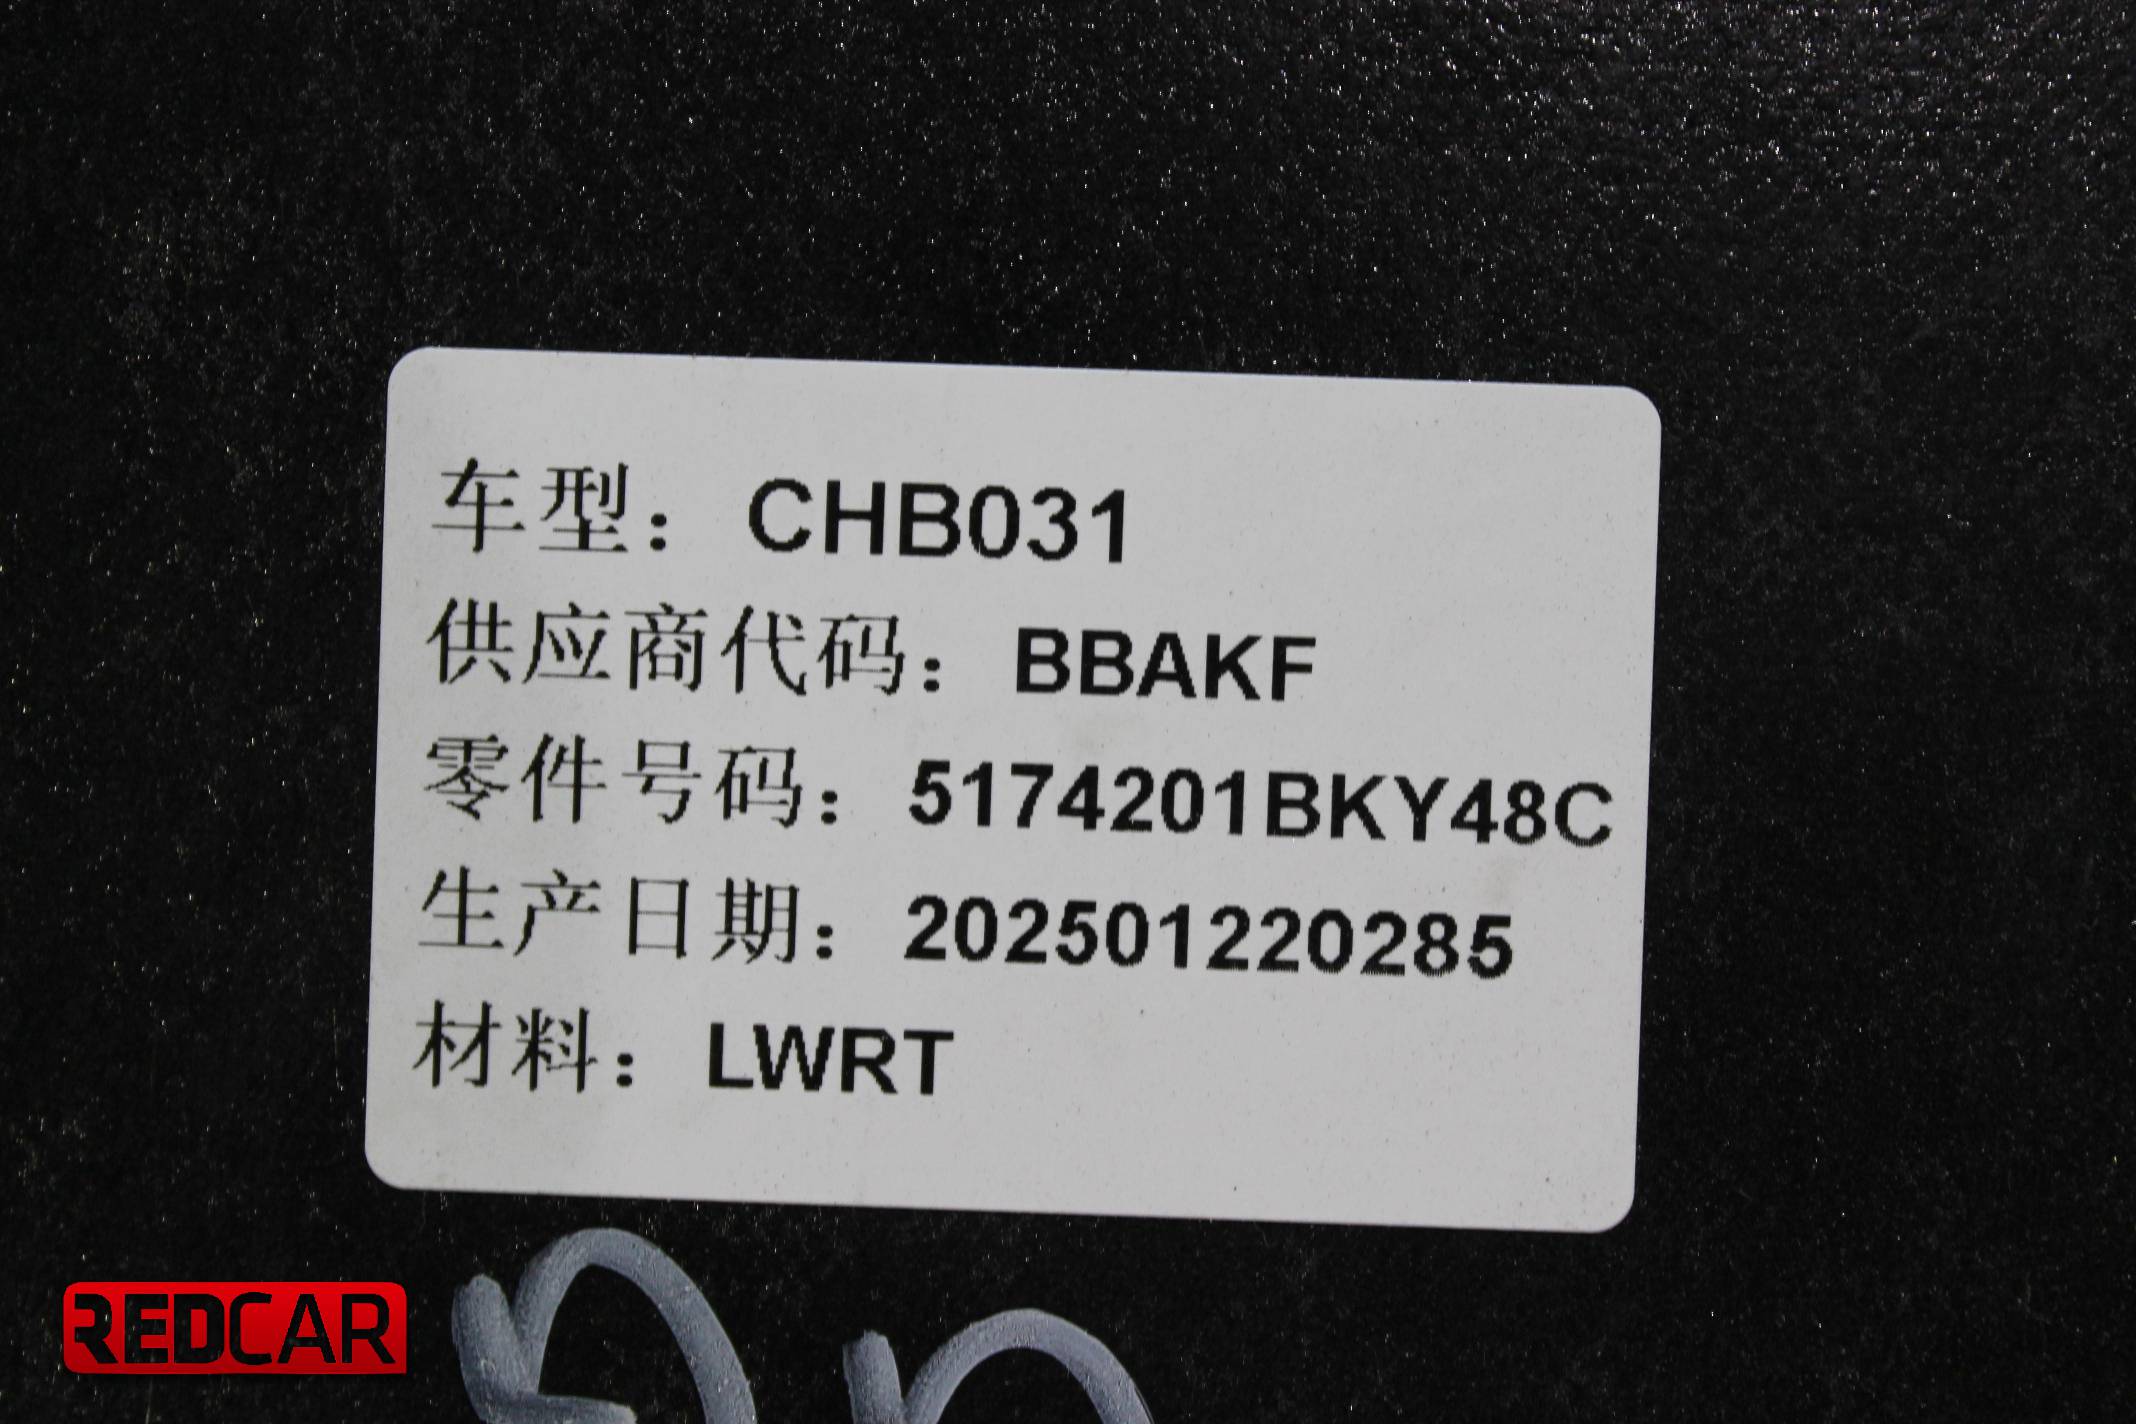 车型：CHB031
供应商代码：BBAKF
零件号码：5174201BKY48C
生产日期：202501220285
材料：LWRT
REDCAR